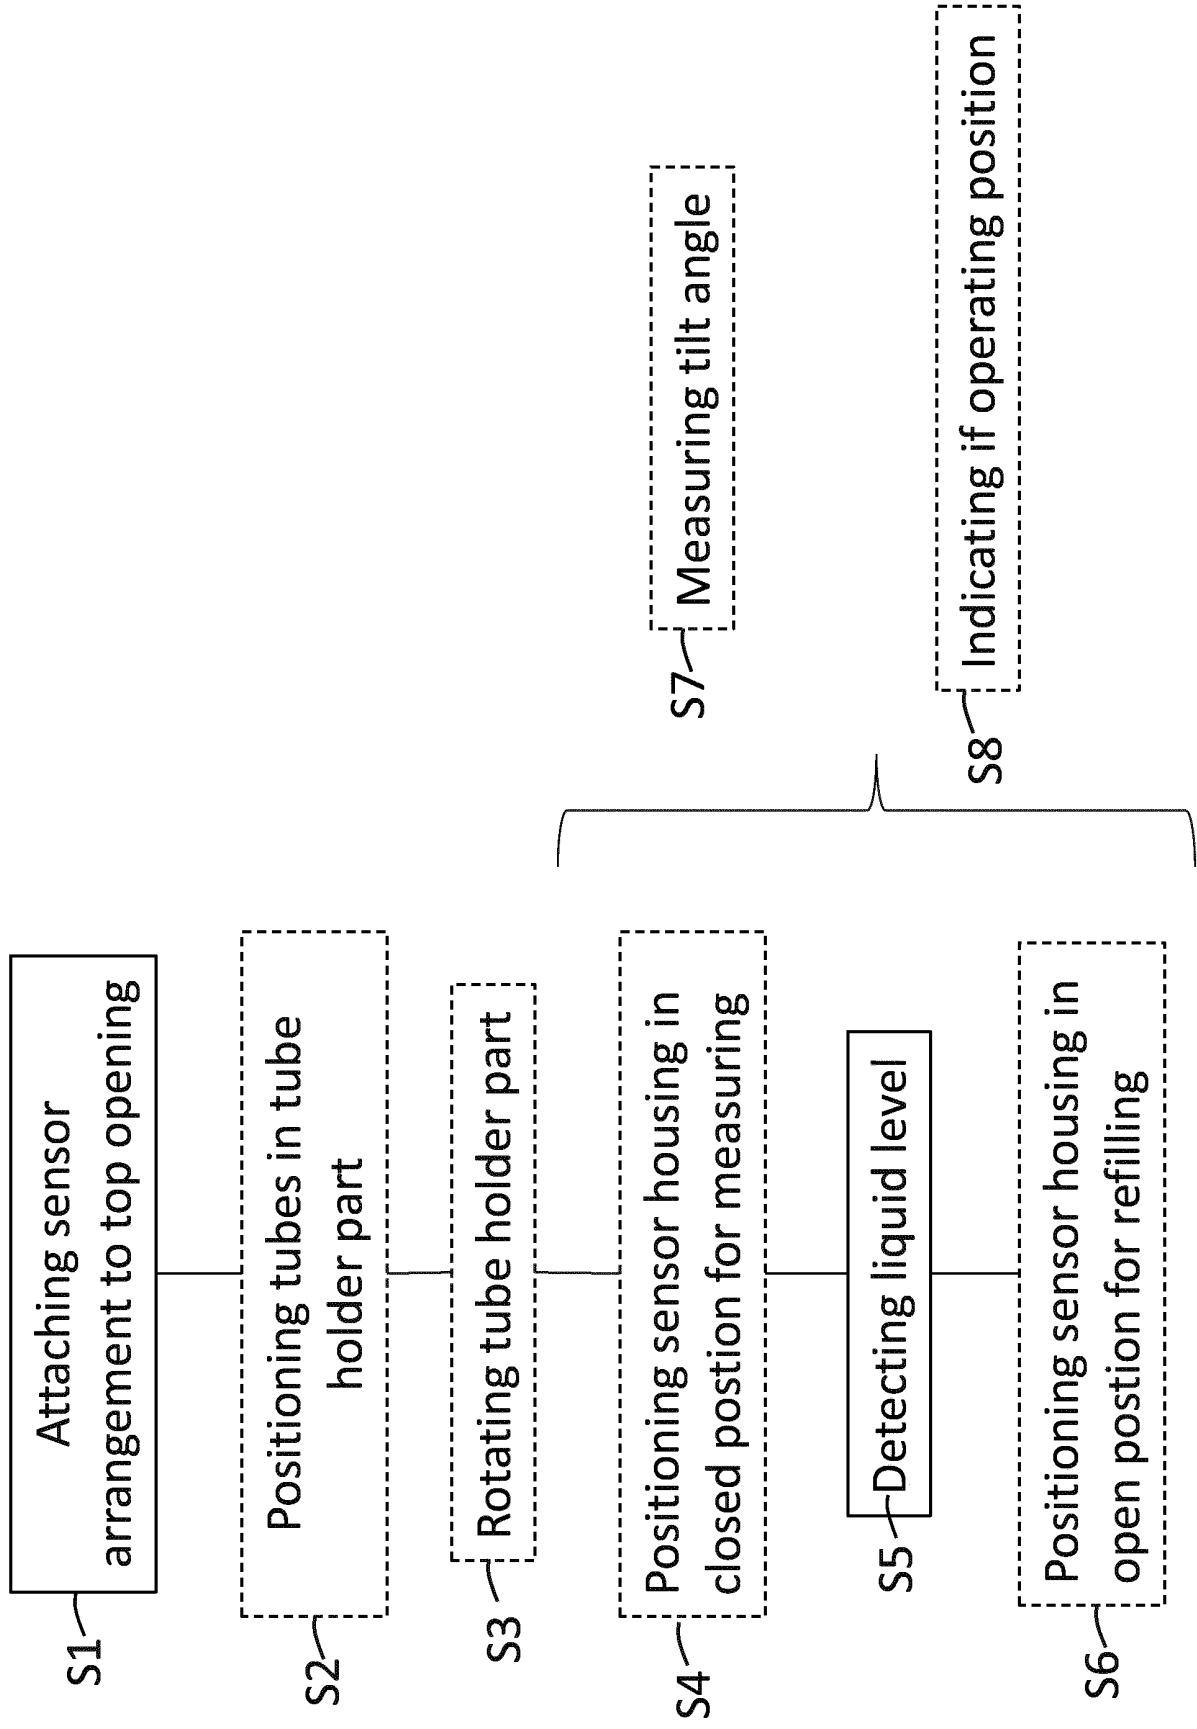 S1
Attaching sensor
arrangement to top opening
S2
Positioning tubes in tube
holder part
S3
Rotating tube holder part
S4
Positioning sensor housing in
closed postion for measuring
S5
Detecting liquid level
S6
Positioning sensor housing in
open postion for refilling
S7
Measuring tilt angle
S8
Indicating if operating position